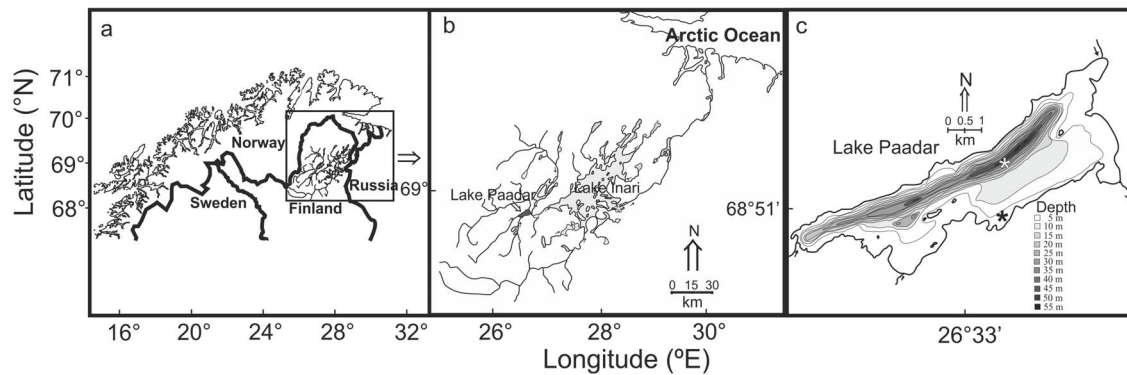 a
Latitude (°N)
71°
70°
69°
68°
Norway
Sweden
Finland
Russia
⇒
16°
20°
24°
28°
32°
b
Arctic Ocean
69°
Lake Paadar
Lake Inari
N
0 15 30
km
26°
28°
30°
Longitude (ºE)
c
N
0 0.5 1
km
Lake Paadar
*
68°51'
*
Depth
5 m
10 m
15 m
20 m
25 m
30 m
35 m
40 m
45 m
50 m
55 m
26°33'